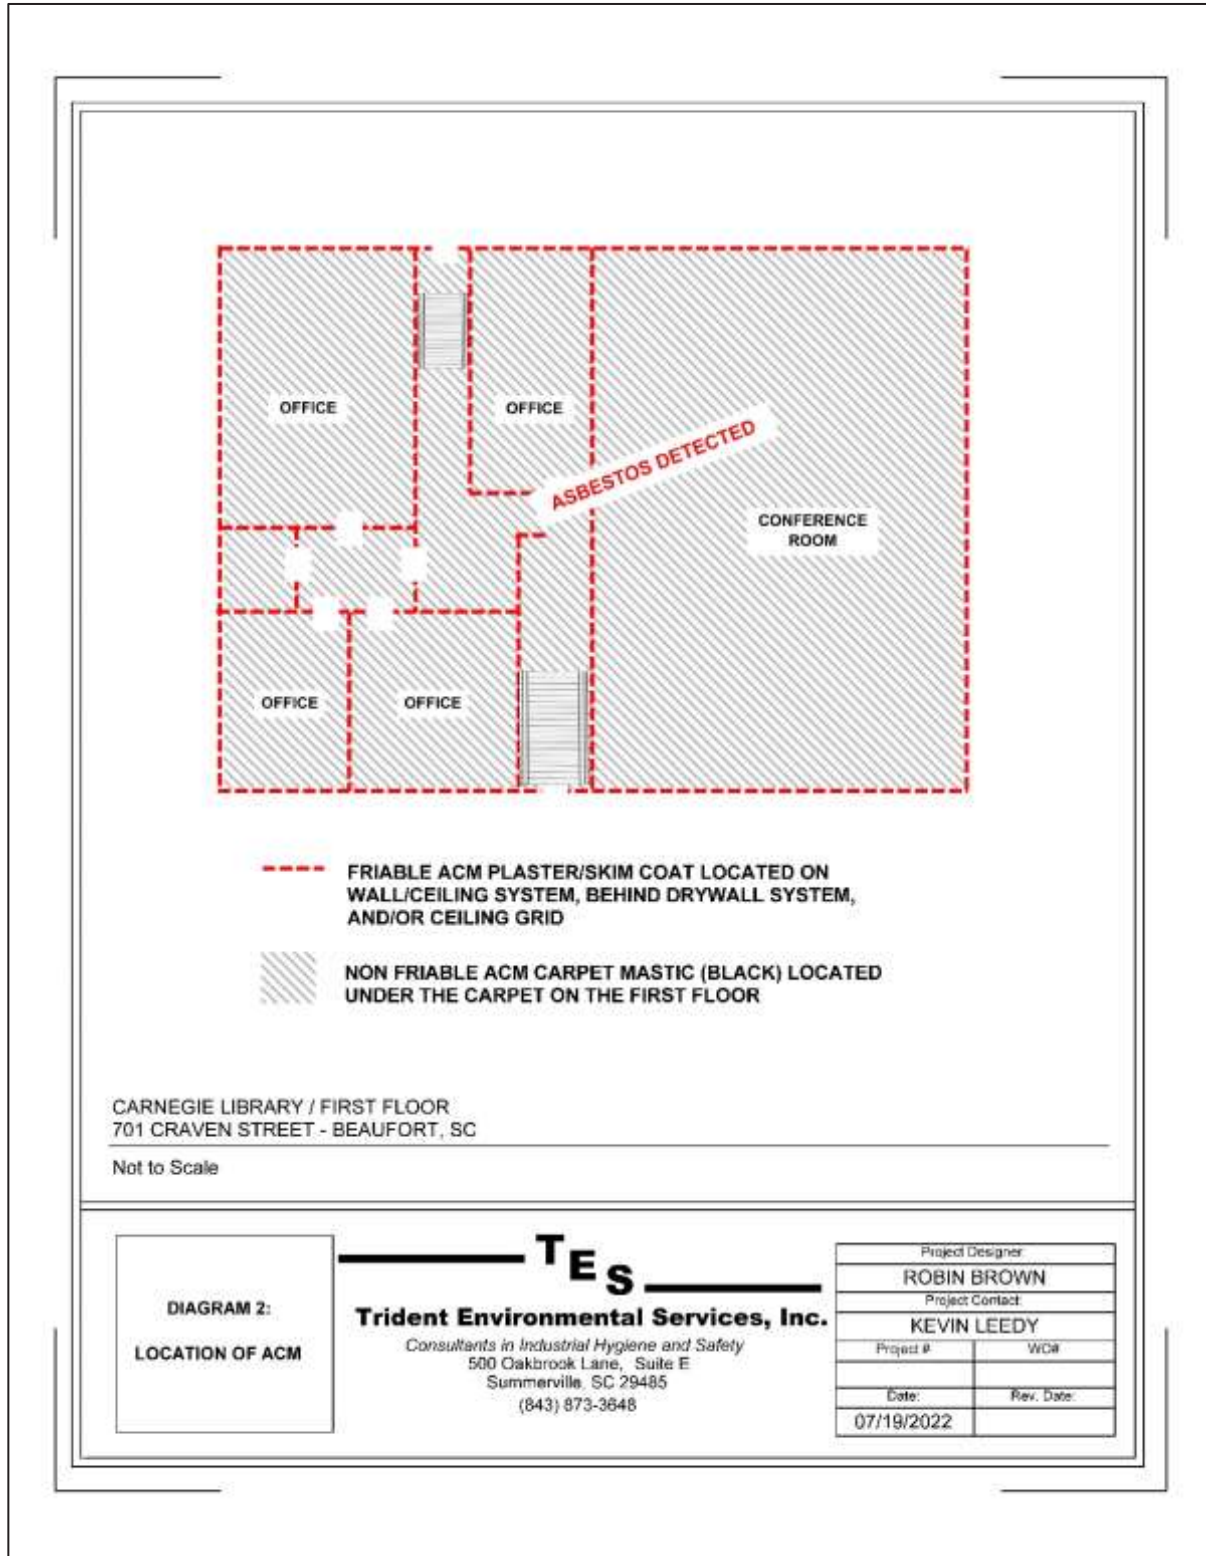 OFFICE
OFFICE
ASBESTOS DETECTED
CONFERENCE
ROOM
OFFICE
OFFICE
FRIABLE ACM PLASTER/SKIM COAT LOCATED ON
WALL/CEILING SYSTEM, BEHIND DRYWALL SYSTEM,
AND/OR CEILING GRID
NON FRIABLE ACM CARPET MASTIC (BLACK) LOCATED
UNDER THE CARPET ON THE FIRST FLOOR
CARNEGIE LIBRARY / FIRST FLOOR
701 CRAVEN STREET - BEAUFORT, SC
Not to Scale
DIAGRAM 2:
LOCATION OF ACM
TES
Trident Environmental Services, Inc.
Consultants in Industrial Hygiene and Safety
500 Oakbrook Lane, Suite E
Summerville, SC 29485
(843) 873-3648
Project Designer:
ROBIN BROWN
Project Contact:
KEVIN LEEDY
Project # WO#
Date: Rev. Date:
07/19/2022